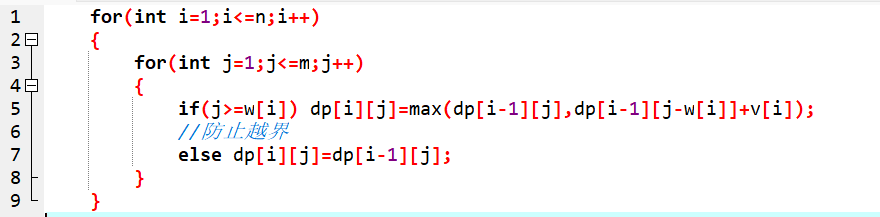 1 for(int i=1;i<=n;i++)
2 {
3 for(int j=1;j<=m;j++)
4 {
5 if(j>=w[i]) dp[i][j]=max(dp[i-1][j],dp[i-1][j-w[i]]+v[i]);
6 //防止越界
7 else dp[i][j]=dp[i-1][j];
8 }
9 }